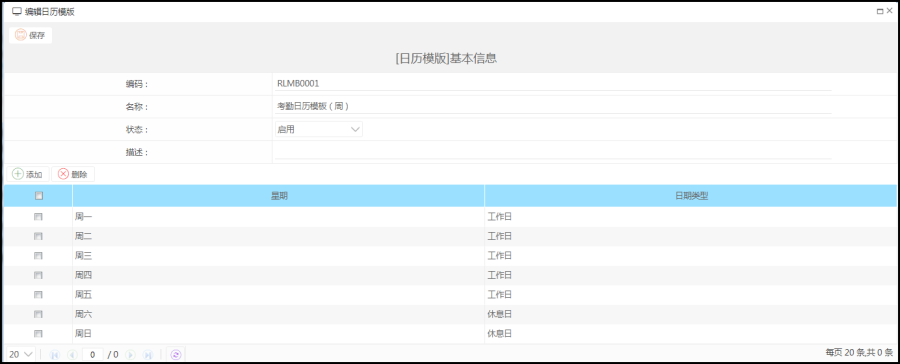 编辑日历模版
保存
[日历模版]基本信息
编码： RLMB0001
名称： 考勤日历模板（周）
状态： 启用
描述：
添加 删除
星期 日期类型
周一 工作日
周二 工作日
周三 工作日
周四 工作日
周五 工作日
周六 休息日
周日 休息日
20 0 / 0 每页 20 条,共 0 条